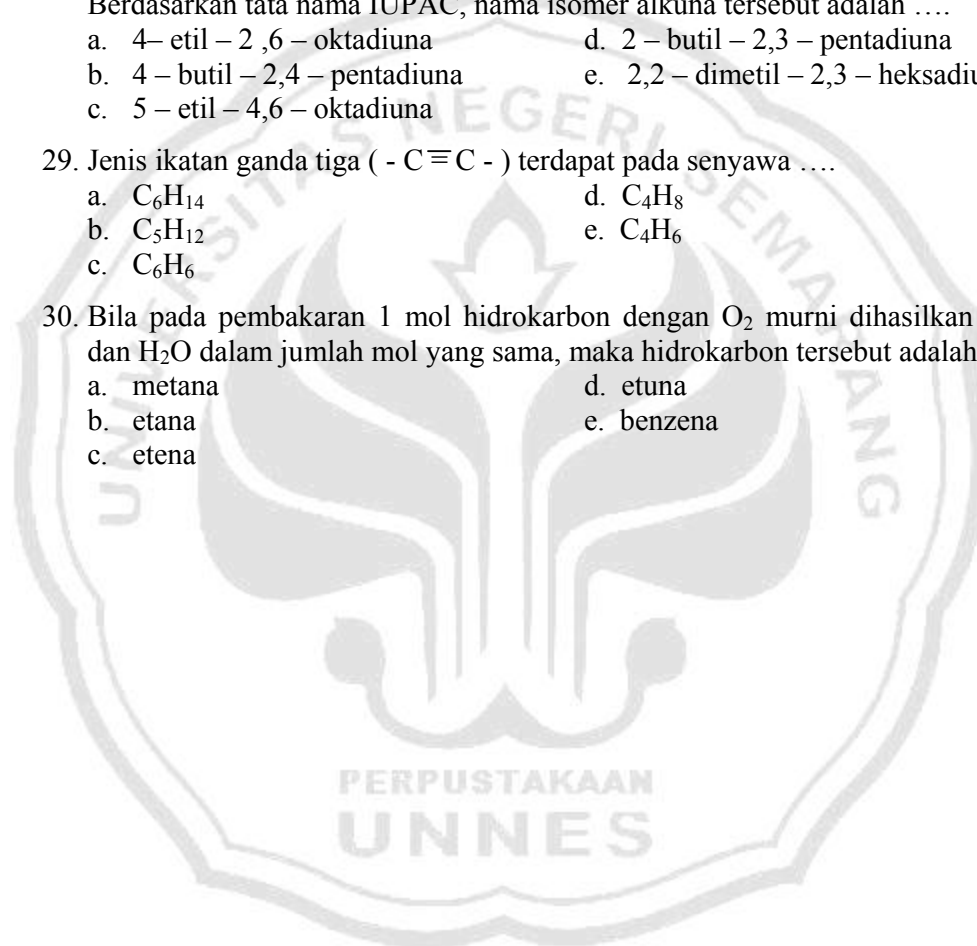 Berdasarkan tata nama IUPAC, nama isomer alkuna tersebut adalah ….
a. 4– etil – 2 ,6 – oktadiuna d. 2 – butil – 2,3 – pentadiuna
b. 4 – butil – 2,4 – pentadiuna e. 2,2 – dimetil – 2,3 –
c. 5 – etil – 4,6 – oktadiuna
29. Jenis ikatan ganda tiga ( - C≡C - ) terdapat pada senyawa ….
a. C₆H₁₄ d. C₄H₈
b. C₅H₁₂ e. C₄H₆
c. C₆H₆
30. Bila pada pembakaran 1 mol hidrokarbon dengan O₂ murni dihasilkan
dan H₂O dalam jumlah mol yang sama, maka hidrokarbon tersebut adalah
a. metana d. etuna
b. etana e. benzena
c. etena
UNIVERSITAS NEGERI SEMARANG
PERPUSTAKAAN
UNNES